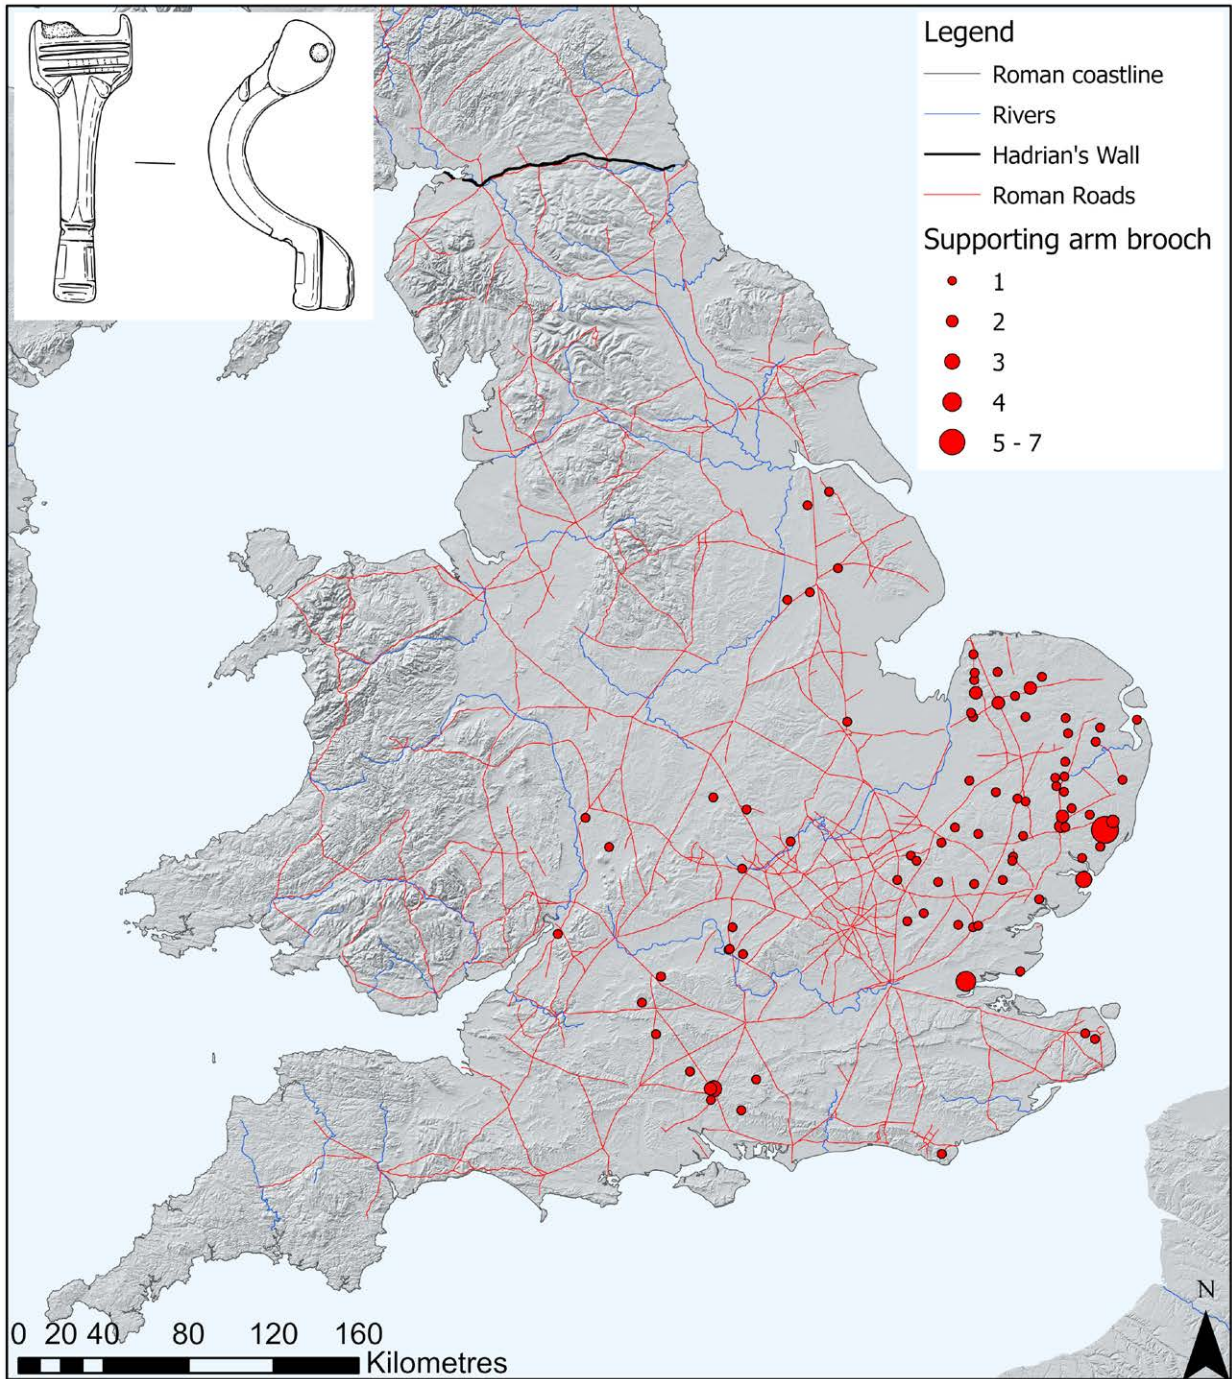 Legend
Roman coastline
Rivers
Hadrian's Wall
Roman Roads
Supporting arm brooch
1
2
3
4
5 - 7
N
0 20 40 80 120 160
Kilometres